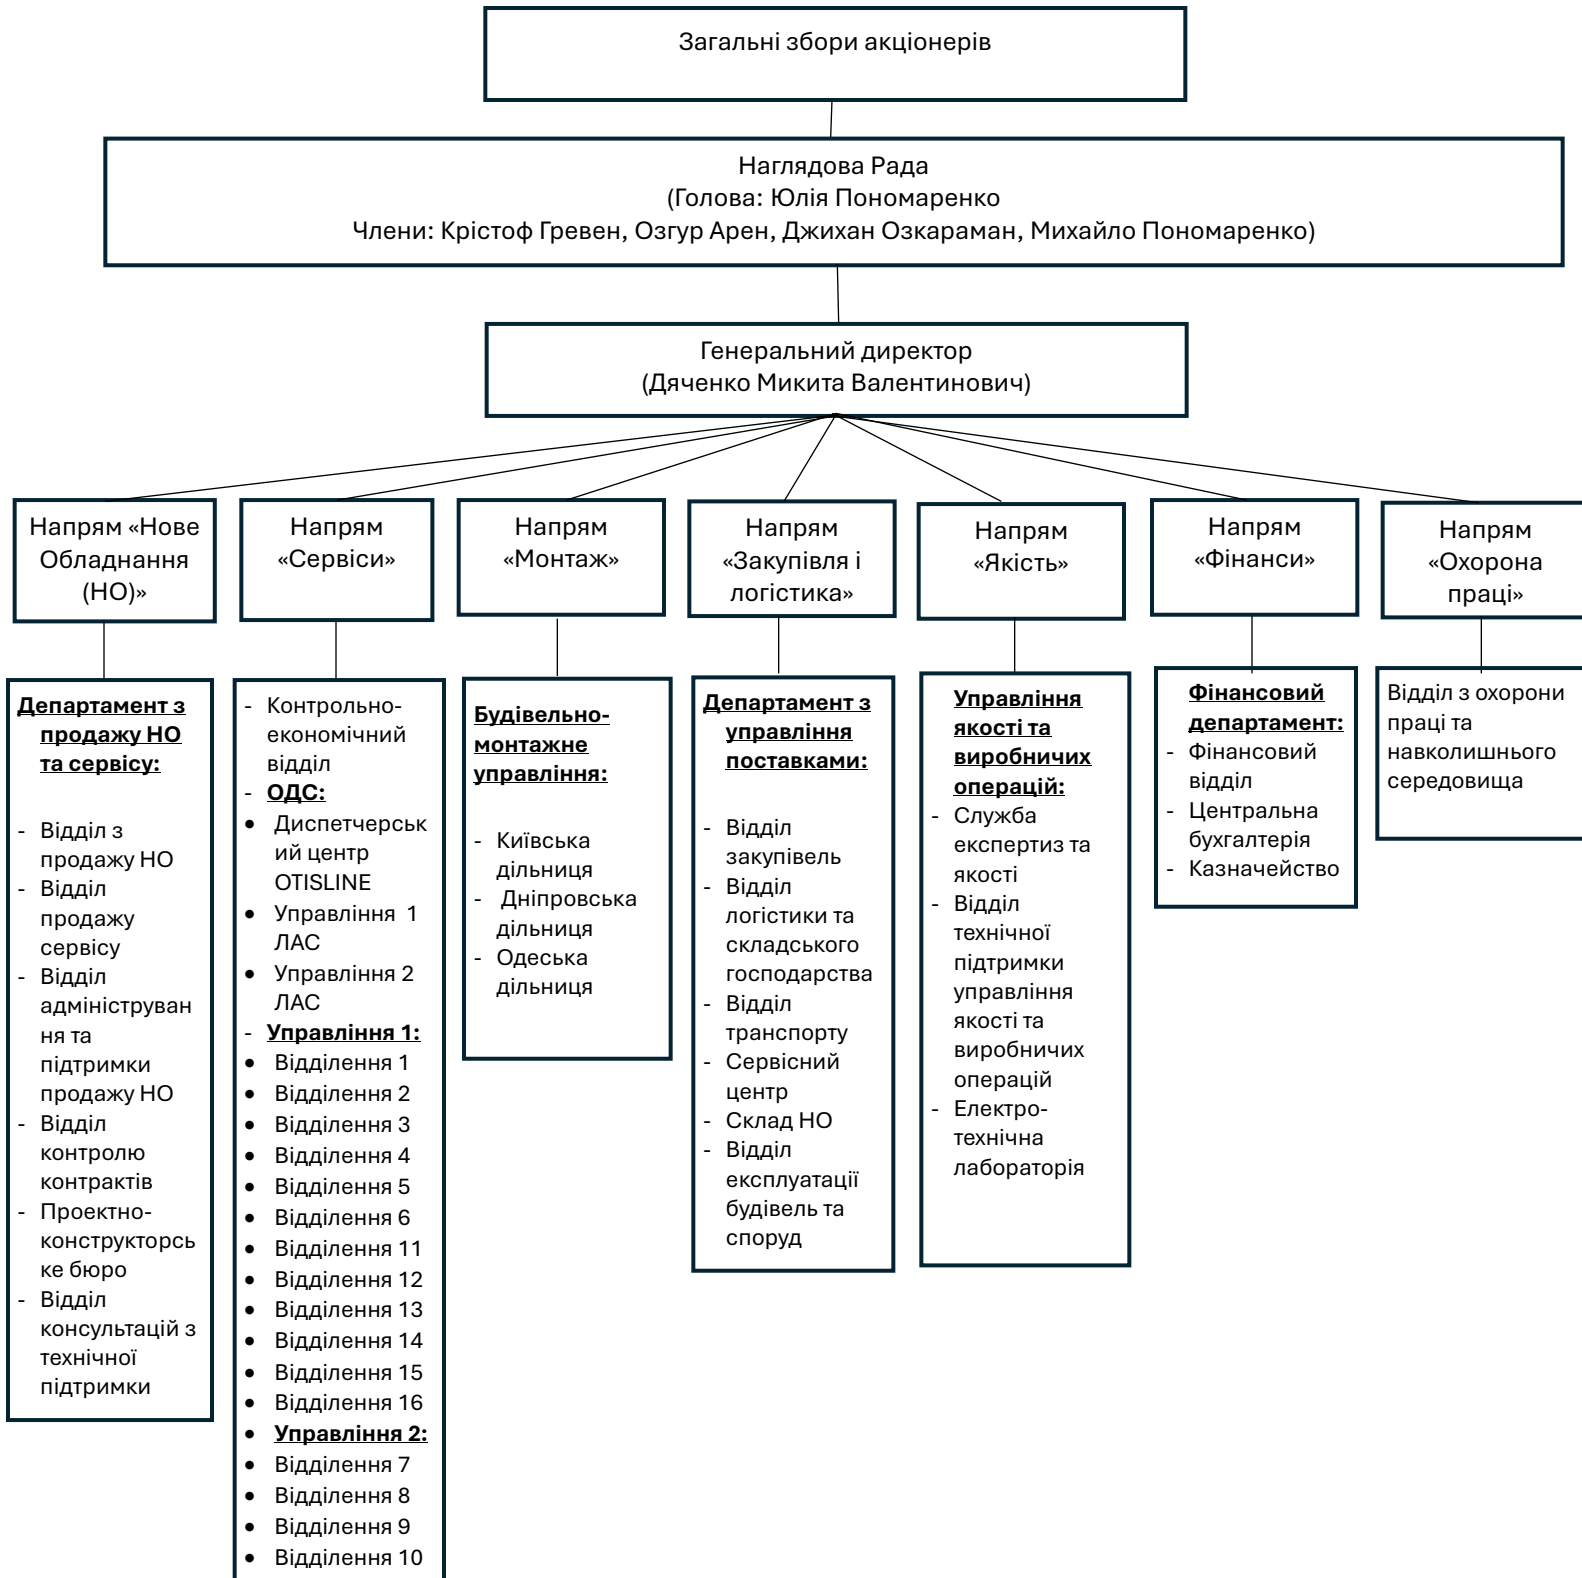 Загальні збори акціонерів
Наглядова Рада
(Голова: Юлія Пономаренко
Члени: Крістоф Гревен, Озгур Арен, Джихан Озкараман, Михайло Пономаренко)
Генеральний директор
(Дяченко Микита Валентинович)
Напрям «Нове
Обладнання
(НО)»
Напрям
«Сервіси»
Напрям
«Монтаж»
Напрям
«Закупівля і
логістика»
Напрям
«Якість»
Напрям
«Фінанси»
Напрям
«Охорона
праці»
Департамент з
продажу НО
та сервісу:
- Відділ з
продажу НО
- Відділ
продажу
сервісу
- Відділ
адмініструван
ня та
підтримки
продажу НО
- Відділ
контролю
контрактів
- Проектно-
конструкторсь
ке бюро
- Відділ
консультацій з
технічної
підтримки
- Контрольно-
економічний
відділ
- ОДС:
• Диспетчерськ
ий центр
OTISLINE
• Управління 1
ЛАС
• Управління 2
ЛАС
- Управління 1:
• Відділення 1
• Відділення 2
• Відділення 3
• Відділення 4
• Відділення 5
• Відділення 6
• Відділення 11
• Відділення 12
• Відділення 13
• Відділення 14
• Відділення 15
• Відділення 16
• Управління 2:
• Відділення 7
• Відділення 8
• Відділення 9
• Відділення 10
Будівельно-
монтажне
управління:
- Київська
дільниця
- Дніпровська
дільниця
- Одеська
дільниця
Департамент з
управління
поставками:
- Відділ
закупівель
- Відділ
логістики та
складського
господарства
- Відділ
транспорту
- Сервісний
центр
- Склад НО
- Відділ
експлуатації
будівель та
споруд
Управління
якості та
виробничих
операцій:
- Служба
експертиз та
якості
- Відділ
технічної
підтримки
управління
якості та
виробничих
операцій
- Електро-
технічна
лабораторія
Фінансовий
департамент:
- Фінансовий
відділ
- Центральна
бухгалтерія
- Казначейство
Відділ з охорони
праці та
навколишнього
середовища